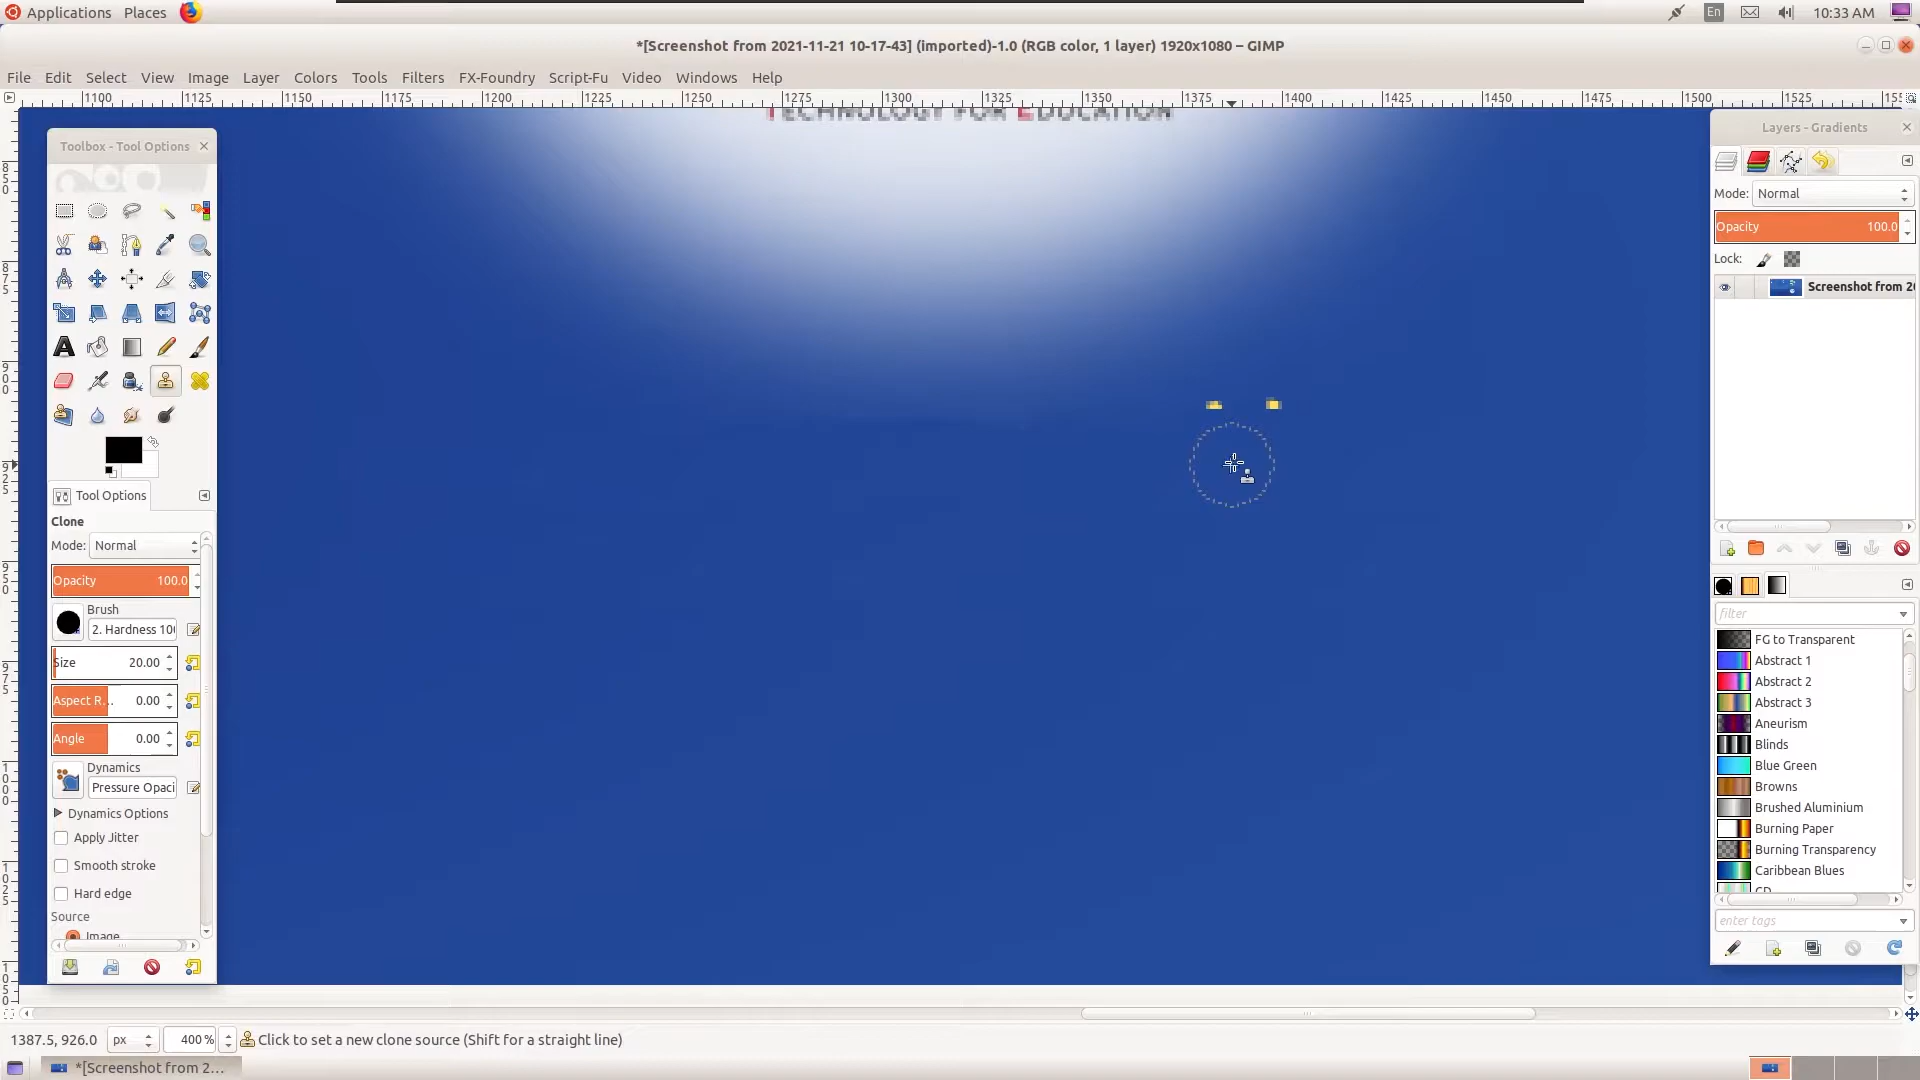 Applications Places En 10:33 AM
*[Screenshot from 2021-11-21 10-17-43] (imported)-1.0 (RGB color, 1 layer) 1920x1080 – GIMP
File Edit Select View Image Layer Colors Tools Filters FX-Foundry Script-Fu Video Windows Help
1100 1125 1150 1175 1200 1225 1250 1275 1300 1325 1350 1375 1400 1425 1450 1475 1500 1525 155
TECHNOLOGY FOR EDUCATION
Toolbox - Tool Options
Tool Options
Clone
Mode: Normal
Opacity 100.0
Brush
2. Hardness 10
Size 20.00
Aspect R... 0.00
Angle 0.00
Dynamics
Pressure Opaci
Dynamics Options
Apply Jitter
Smooth stroke
Hard edge
Source
Image
Layers - Gradients
Mode: Normal
Opacity 100.0
Lock:
Screenshot from 20
filter
FG to Transparent
Abstract 1
Abstract 2
Abstract 3
Aneurism
Blinds
Blue Green
Browns
Brushed Aluminium
Burning Paper
Burning Transparency
Caribbean Blues
CD
enter tags
1387.5, 926.0 px 400 % Click to set a new clone source (Shift for a straight line)
*[Screenshot from 2...